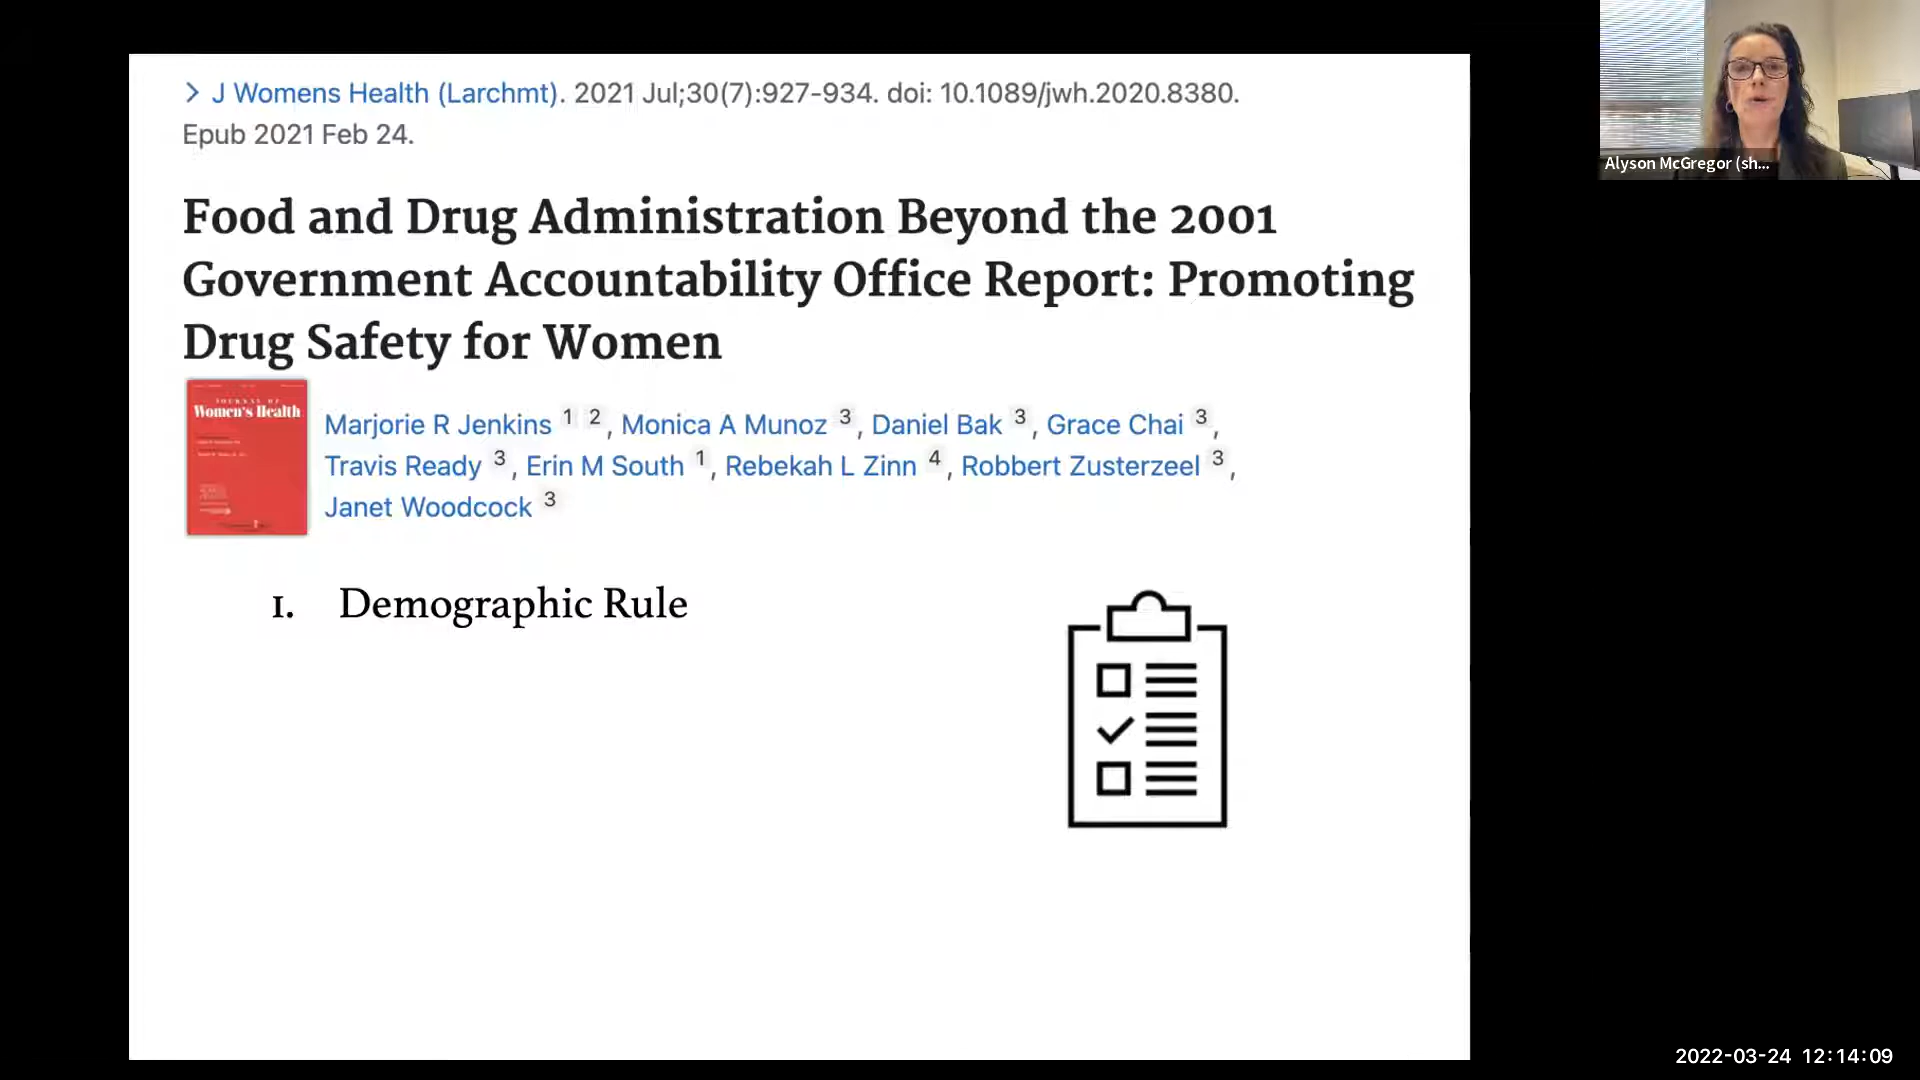 > J Womens Health (Larchmt). 2021 Jul;30(7):927-934. doi: 10.1089/jwh.2020.8380.
Epub 2021 Feb 24.
Food and Drug Administration Beyond the 2001
Government Accountability Office Report: Promoting
Drug Safety for Women
JOURNAL OF
Women's Health
Marjorie R Jenkins 1 2, Monica A Munoz 3, Daniel Bak 3, Grace Chai 3,
Travis Ready 3, Erin M South 1, Rebekah L Zinn 4, Robbert Zusterzeel 3,
Janet Woodcock 3
1. Demographic Rule
Alyson McGregor (sh...
2022-03-24 12:14:09